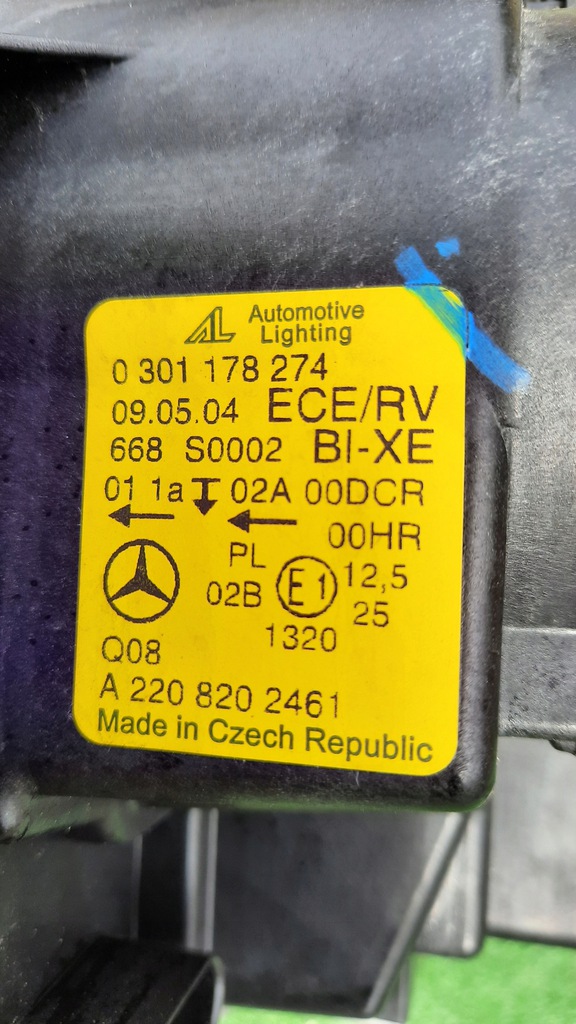 AL Automotive
Lighting
0 301 178 274
09.05.04 ECE/RV
668 S0002 BI-XE
01 1a 02A 00DCR
00HR
PL
02B E1 12,5
25
1320
Q08
A 220 820 2461
Made in Czech Republic